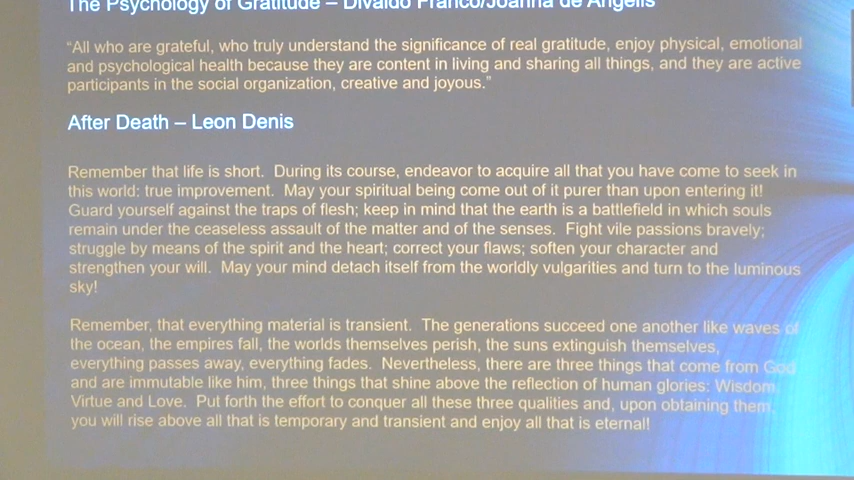 The Psychology of Gratitude – Divaldo Franco/Joanna de Angelis
“All who are grateful, who truly understand the significance of real gratitude, enjoy physical, emotional
and psychological health because they are content in living and sharing all things, and they are active
participants in the social organization, creative and joyous.”
After Death – Leon Denis
Remember that life is short. During its course, endeavor to acquire all that you have come to seek in
this world: true improvement. May your spiritual being come out of it purer than upon entering it!
Guard yourself against the traps of flesh; keep in mind that the earth is a battlefield in which souls
remain under the ceaseless assault of the matter and of the senses. Fight vile passions bravely;
struggle by means of the spirit and the heart; correct your flaws; soften your character and
strengthen your will. May your mind detach itself from the worldly vulgarities and turn to the luminous
sky!
Remember, that everything material is transient. The generations succeed one another like waves of
the ocean, the empires fall, the worlds themselves perish, the suns extinguish themselves,
everything passes away, everything fades. Nevertheless, there are three things that come from God
and are immutable like him, three things that shine above the reflection of human glories: Wisdom,
Virtue and Love. Put forth the effort to conquer all these three qualities and, upon obtaining them,
you will rise above all that is temporary and transient and enjoy all that is eternal!